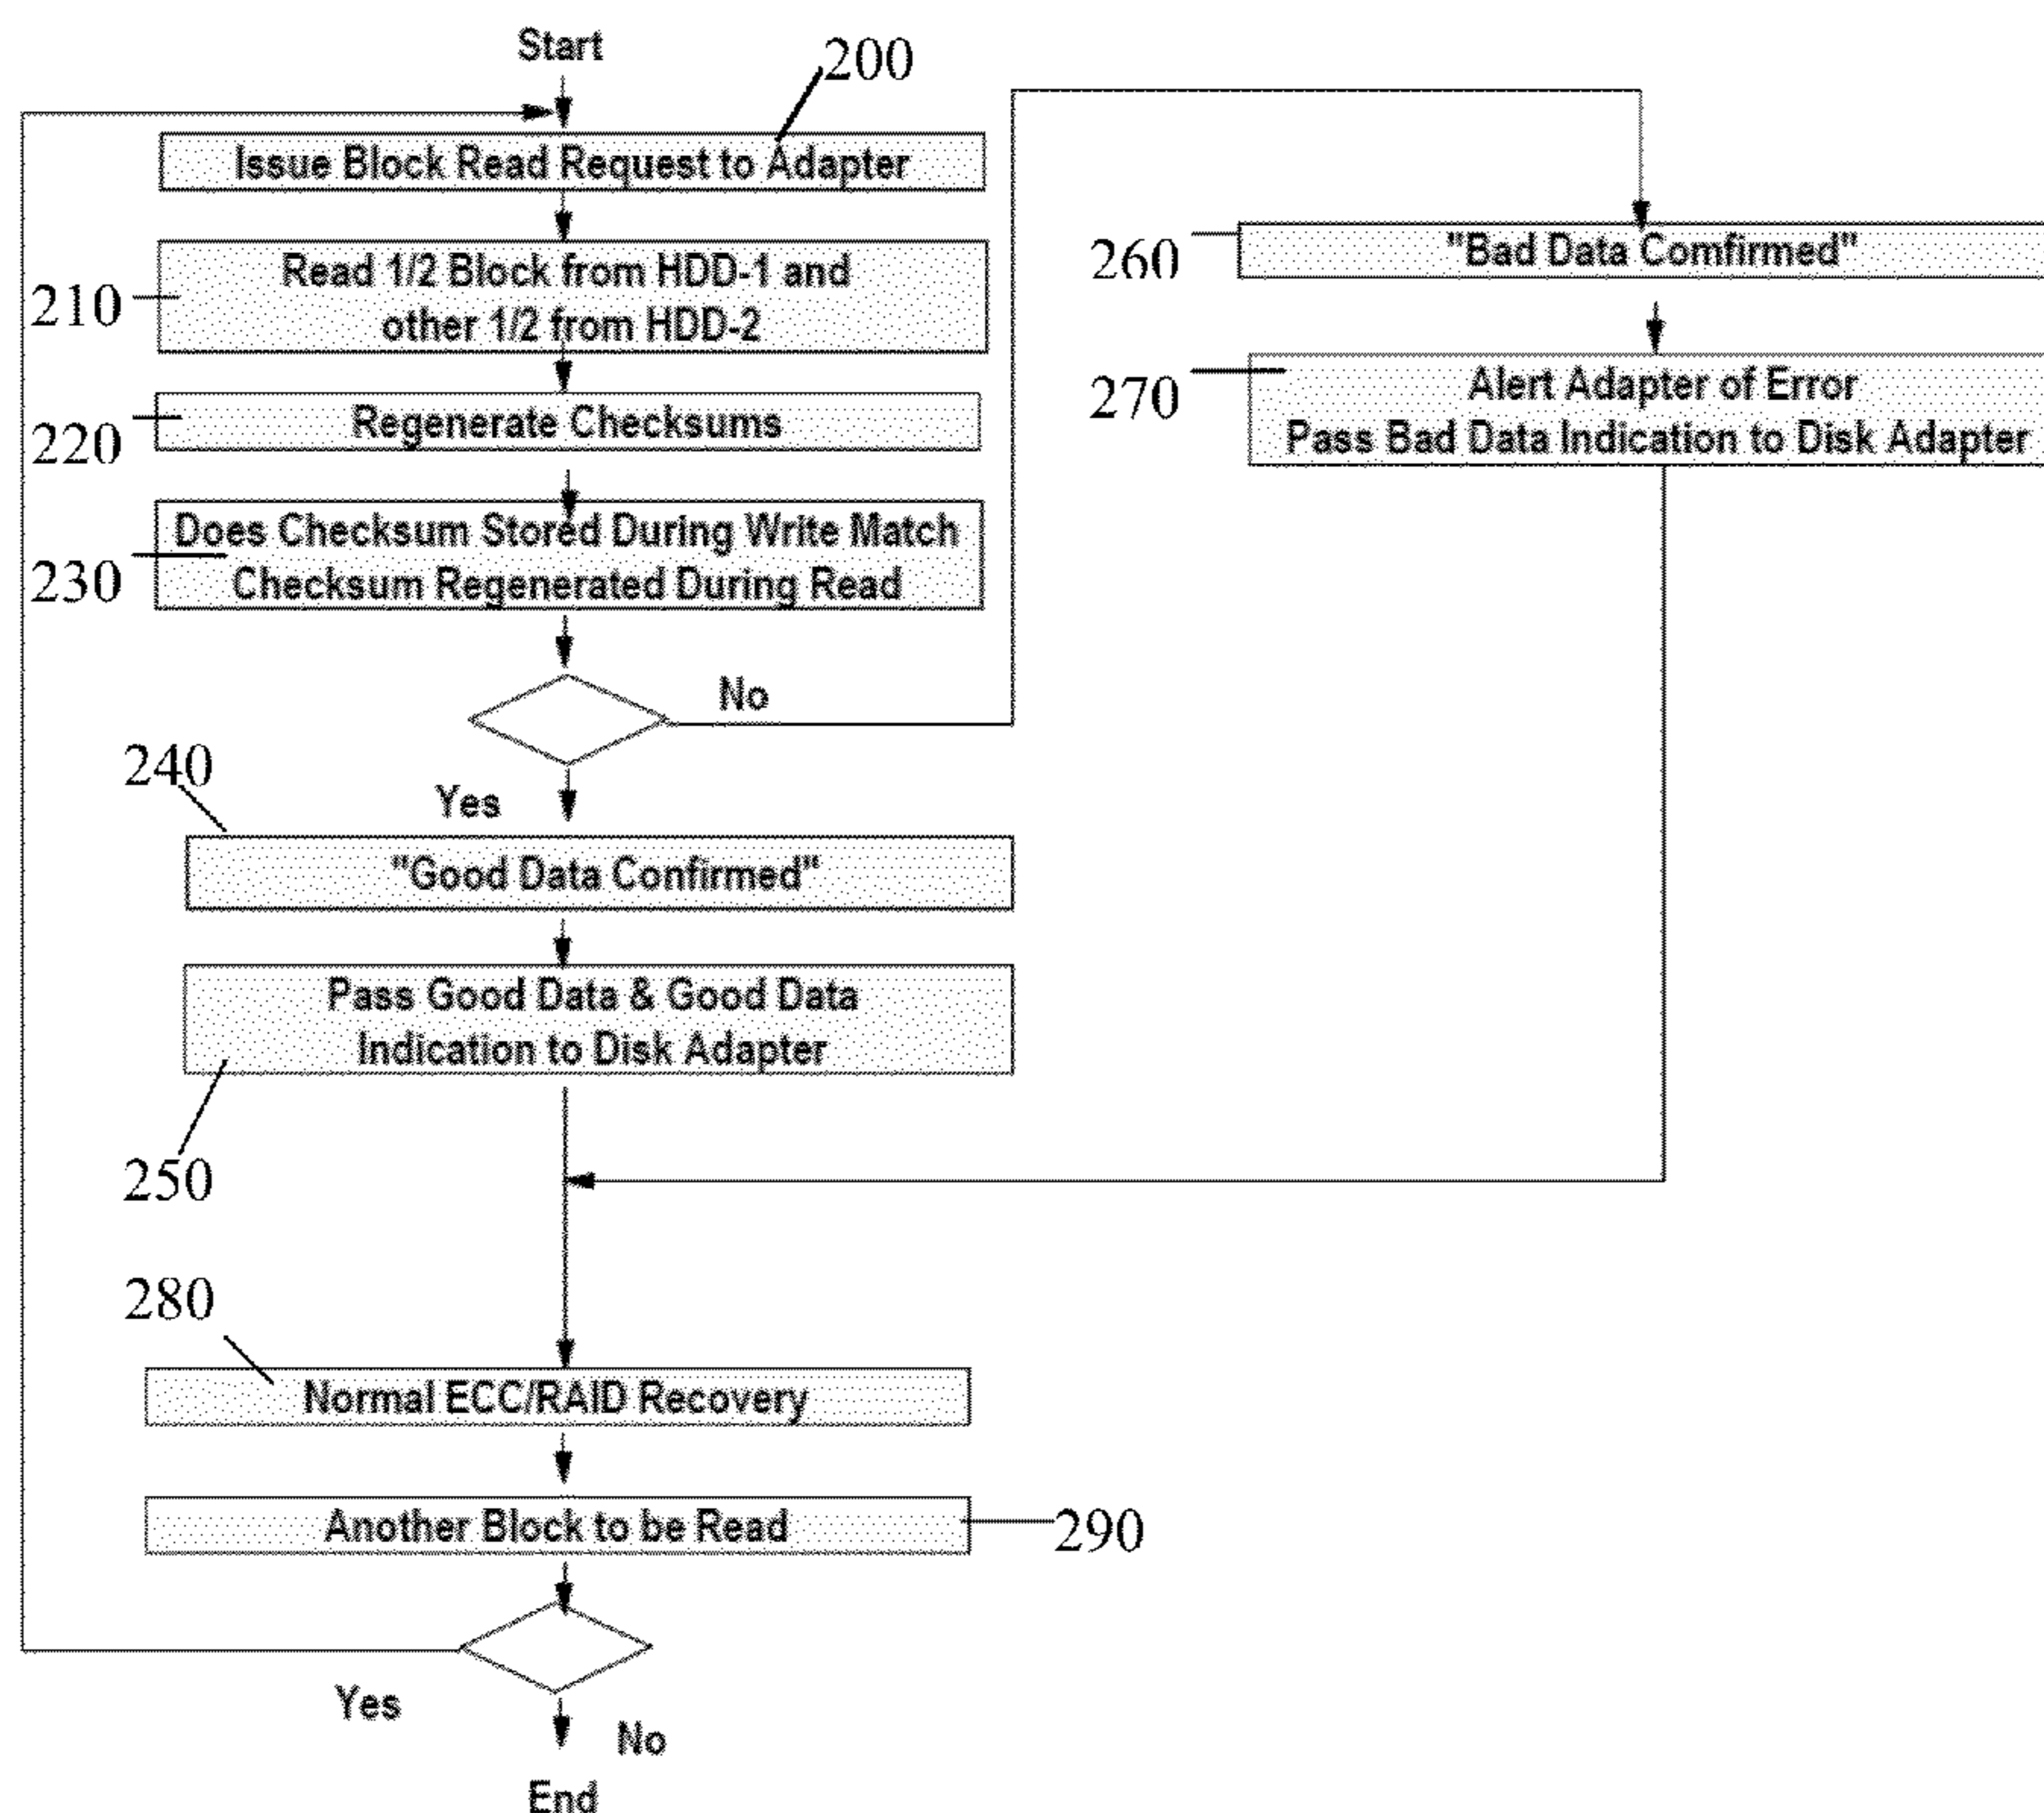 Start
200
Issue Block Read Request to Adapter
210
Read 1/2 Block from HDD-1 and
other 1/2 from HDD-2
220
Regenerate Checksums
230
Does Checksum Stored During Write Match
Checksum Regenerated During Read
No
Yes
240
"Good Data Confirmed"
250
Pass Good Data & Good Data
Indication to Disk Adapter
260
"Bad Data Comfirmed"
270
Alert Adapter of Error
Pass Bad Data Indication to Disk Adapter
280
Normal ECC/RAID Recovery
Another Block to be Read
290
Yes
No
End